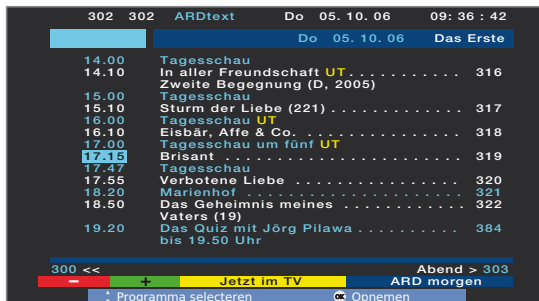 302 302 ARDtext Do 05. 10. 06 09: 36 : 42
Do 05. 10. 06 Das Erste
14.00 Tagesschau
14.10 In aller Freundschaft UT . . . . . . . . . . . 316
Zweite Begegnung (D, 2005)
15.00 Tagesschau
15.10 Sturm der Liebe (221) . . . . . . . . . . . . . 317
16.00 Tagesschau UT
16.10 Eisbär, Affe & Co. . . . . . . . . . . . . . . . 318
17.00 Tagesschau um fünf UT
17.15 Brisant . . . . . . . . . . . . . . . . . . . . . . . 319
17.47 Tagesschau
17.55 Verbotene Liebe . . . . . . . . . . . . . . . . 320
18.20 Marienhof . . . . . . . . . . . . . . . . . . . . . 321
18.50 Das Geheimnis meines . . . . . . . . . . . . 322
Vaters (19)
19.20 Das Quiz mit Jörg Pilawa . . . . . . . . . . . 384
bis 19.50 Uhr
300 << Abend > 303
− + Jetzt im TV ARD morgen
Programma selecteren OK Opnemen